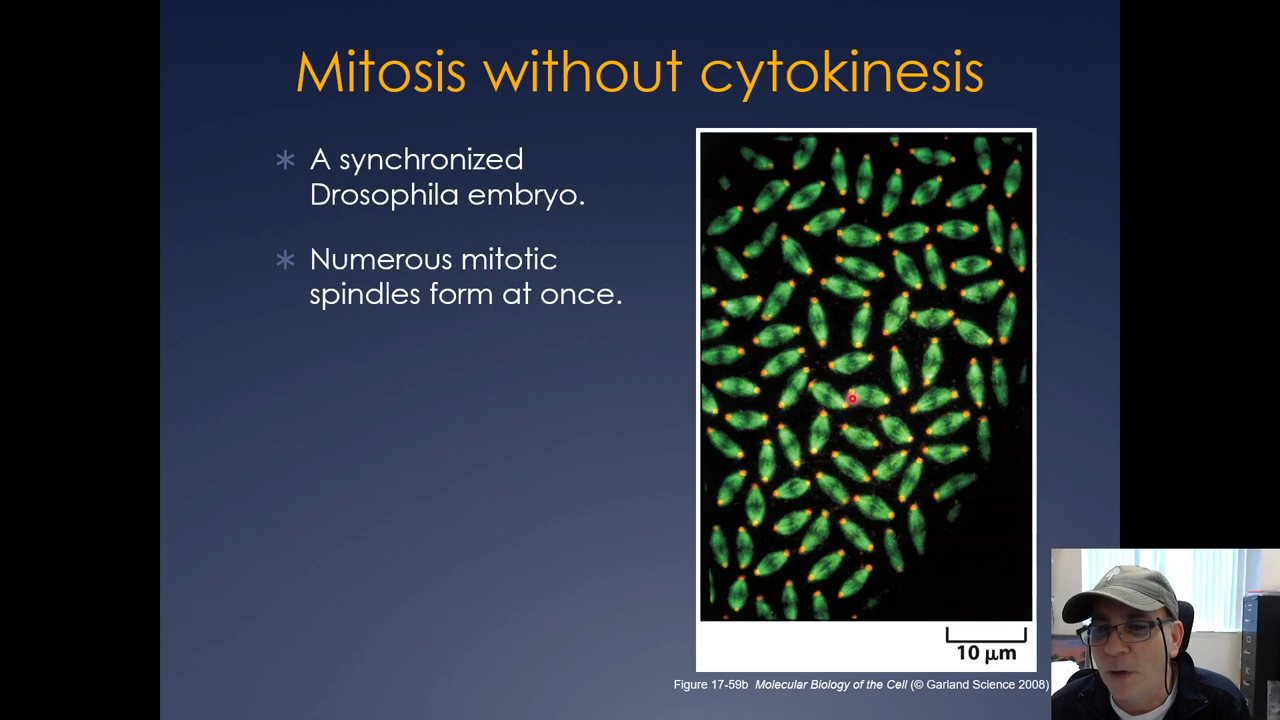 Mitosis without cytokinesis
A synchronized
Drosophila embryo.
Numerous mitotic
spindles form at once.
10 μm
Figure 17-59b Molecular Biology of the Cell (© Garland Science 2008)